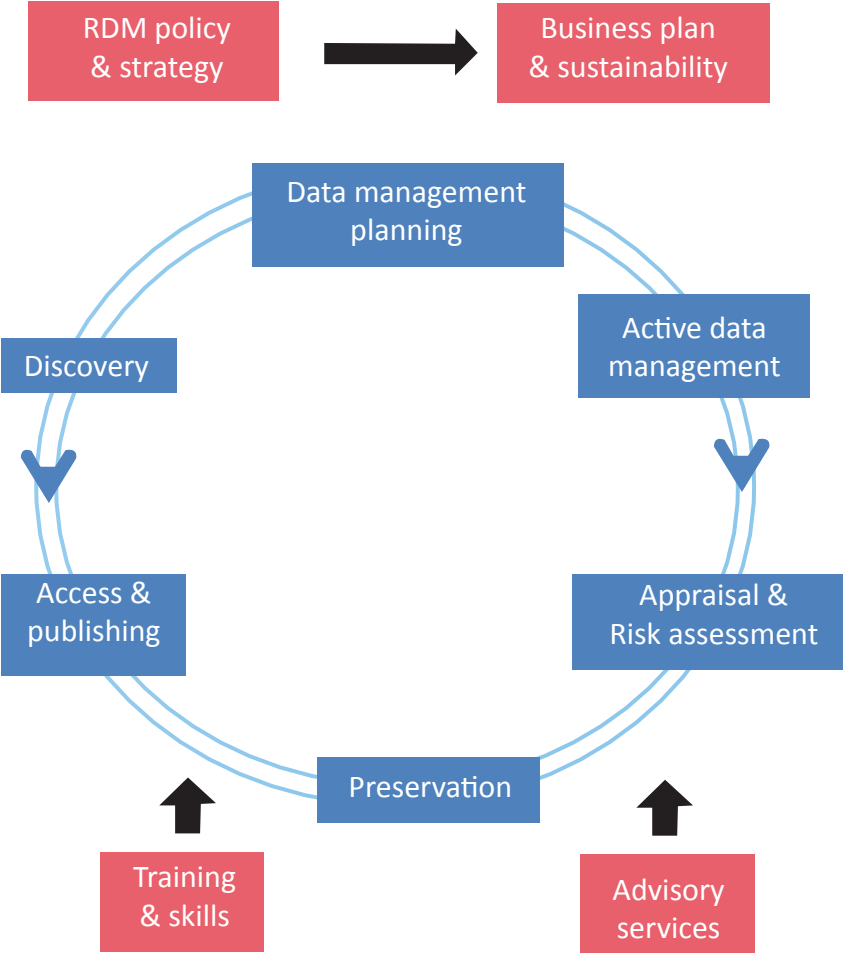 RDM policy
& strategy
Business plan
& sustainability
Data management
planning
Active data
management
Discovery
Access &
publishing
Appraisal &
Risk assessment
Preservation
Training
& skills
Advisory
services